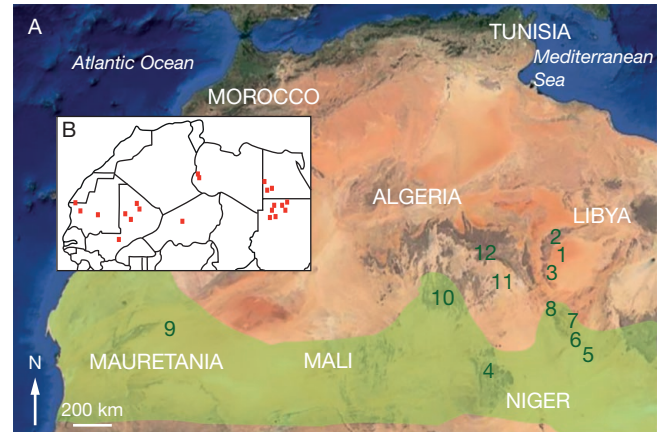 A
TUNISIA
Atlantic Ocean
Mediterranean
Sea
MOROCCO
B
ALGERIA
LIBYA
2
12
1
3
11
10
8
7
9
6
5
MAURETANIA
MALI
4
N
NIGER
200 km